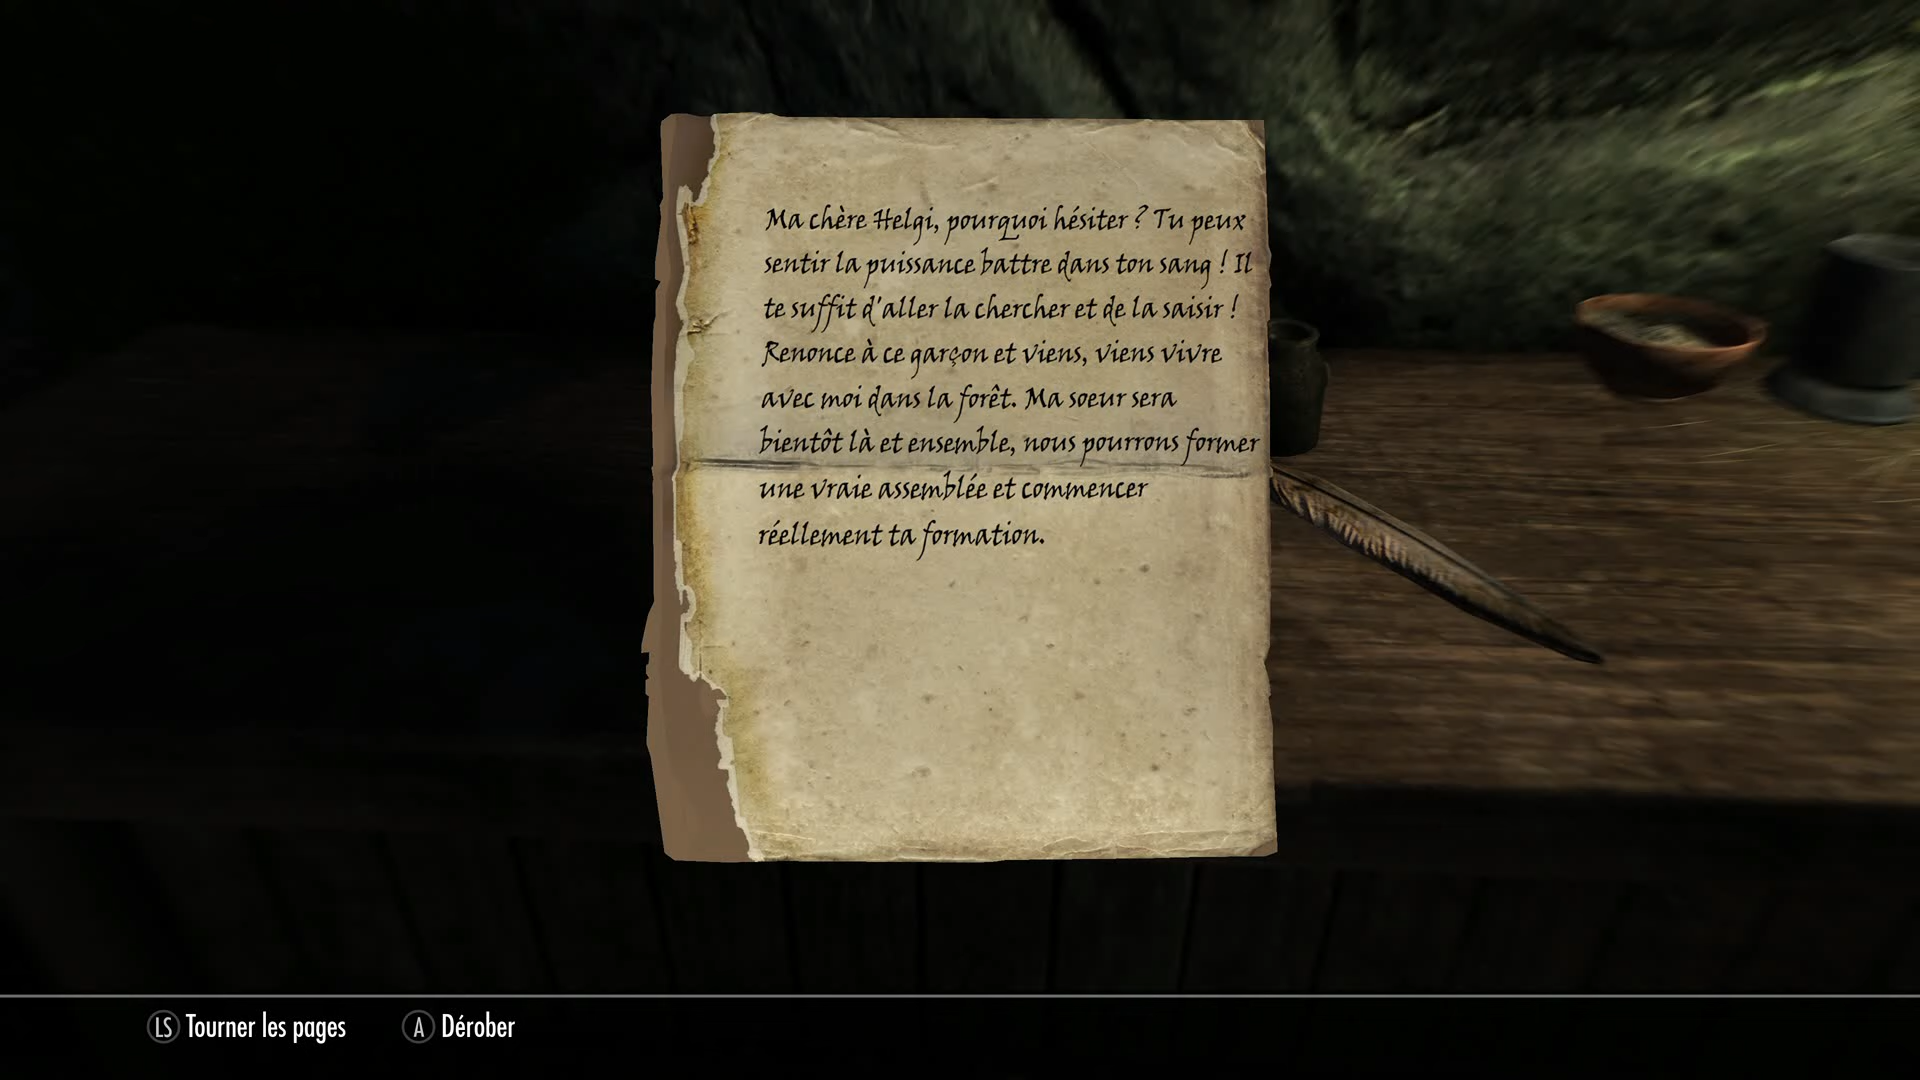 Ma chère Helgi, pourquoi hésiter ? Tu peux
sentir la puissance battre dans ton sang ! Il
te suffit d'aller la chercher et de la saisir !
Renonce à ce garçon et viens, viens vivre
avec moi dans la forêt. Ma soeur sera
bientôt là et ensemble, nous pourrons former
une vraie assemblée et commencer
réellement ta formation.
LS Tourner les pages
A Dérober